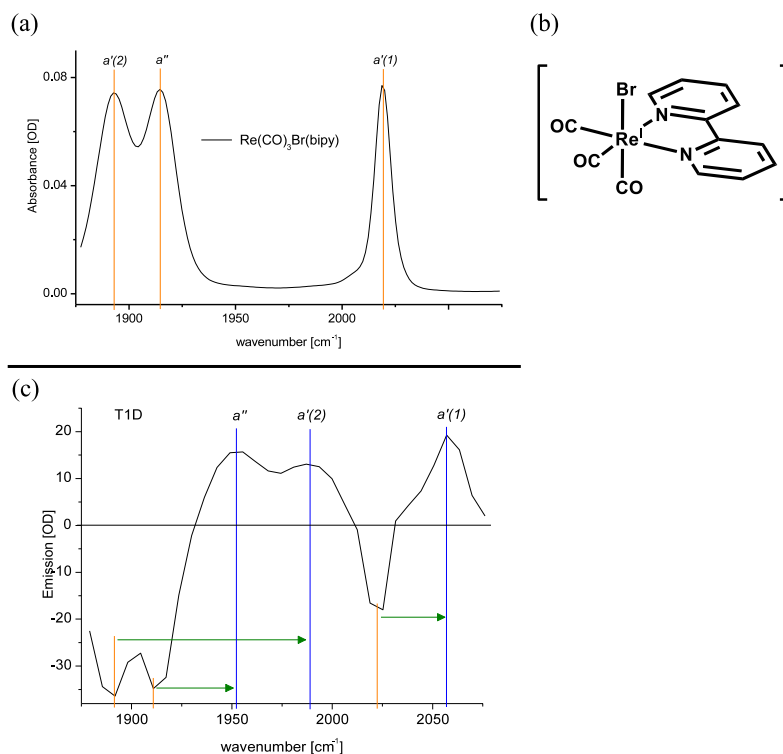 (a)
a'(2)
a''
a'(1)
0.08
0.04
0.00
Absorbance [OD]
Re(CO)3Br(bipy)
1900
1950
2000
wavenumber [cm-1]
(b)
Br
N
OC
ReI
OC
N
CO
(c)
T1D
a''
a'(2)
a'(1)
20
10
0
-10
-20
-30
Emission [OD]
1900
1950
2000
2050
wavenumber [cm-1]